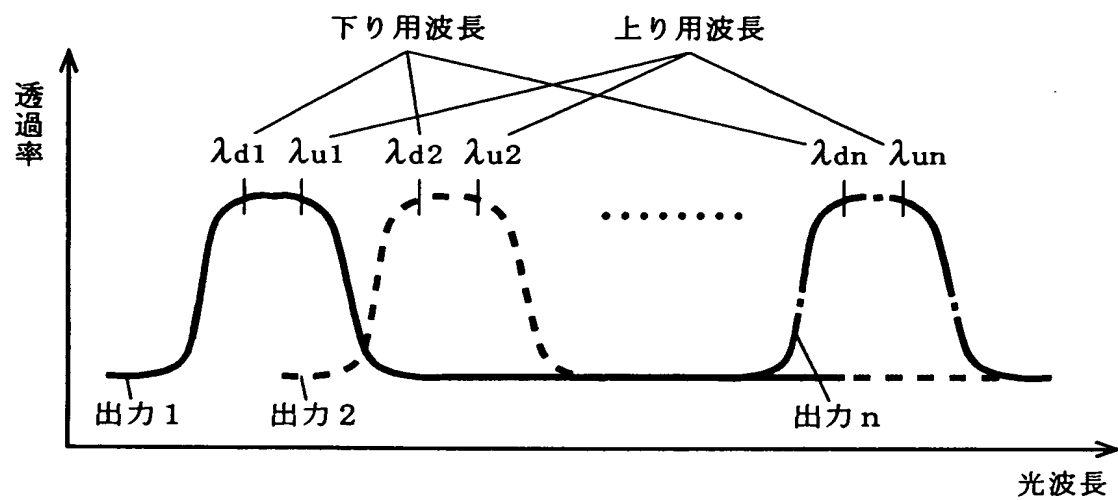 下り用波長
上り用波長
透過率
λd1
λu1
λd2
λu2
λdn
λun
出力1
出力2
出力n
光波長